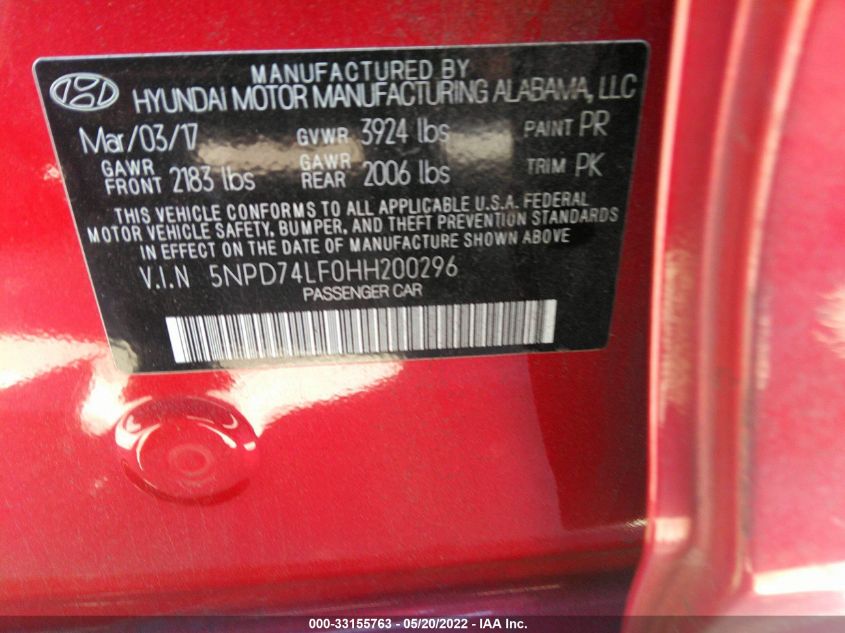 MANUFACTURED BY
HYUNDAI MOTOR MANUFACTURING ALABAMA, LLC
Mar/03/17 GVWR 3924 lbs PAINT PR
GAWR FRONT 2183 lbs GAWR REAR 2006 lbs TRIM PK
THIS VEHICLE CONFORMS TO ALL APPLICABLE U.S.A. FEDERAL
MOTOR VEHICLE SAFETY, BUMPER, AND THEFT PREVENTION STANDARDS
IN EFFECT ON THE DATE OF MANUFACTURE SHOWN ABOVE
V.I.N 5NPD74LF0HH200296
PASSENGER CAR
000-33155763 - 05/20/2022 - IAA Inc.